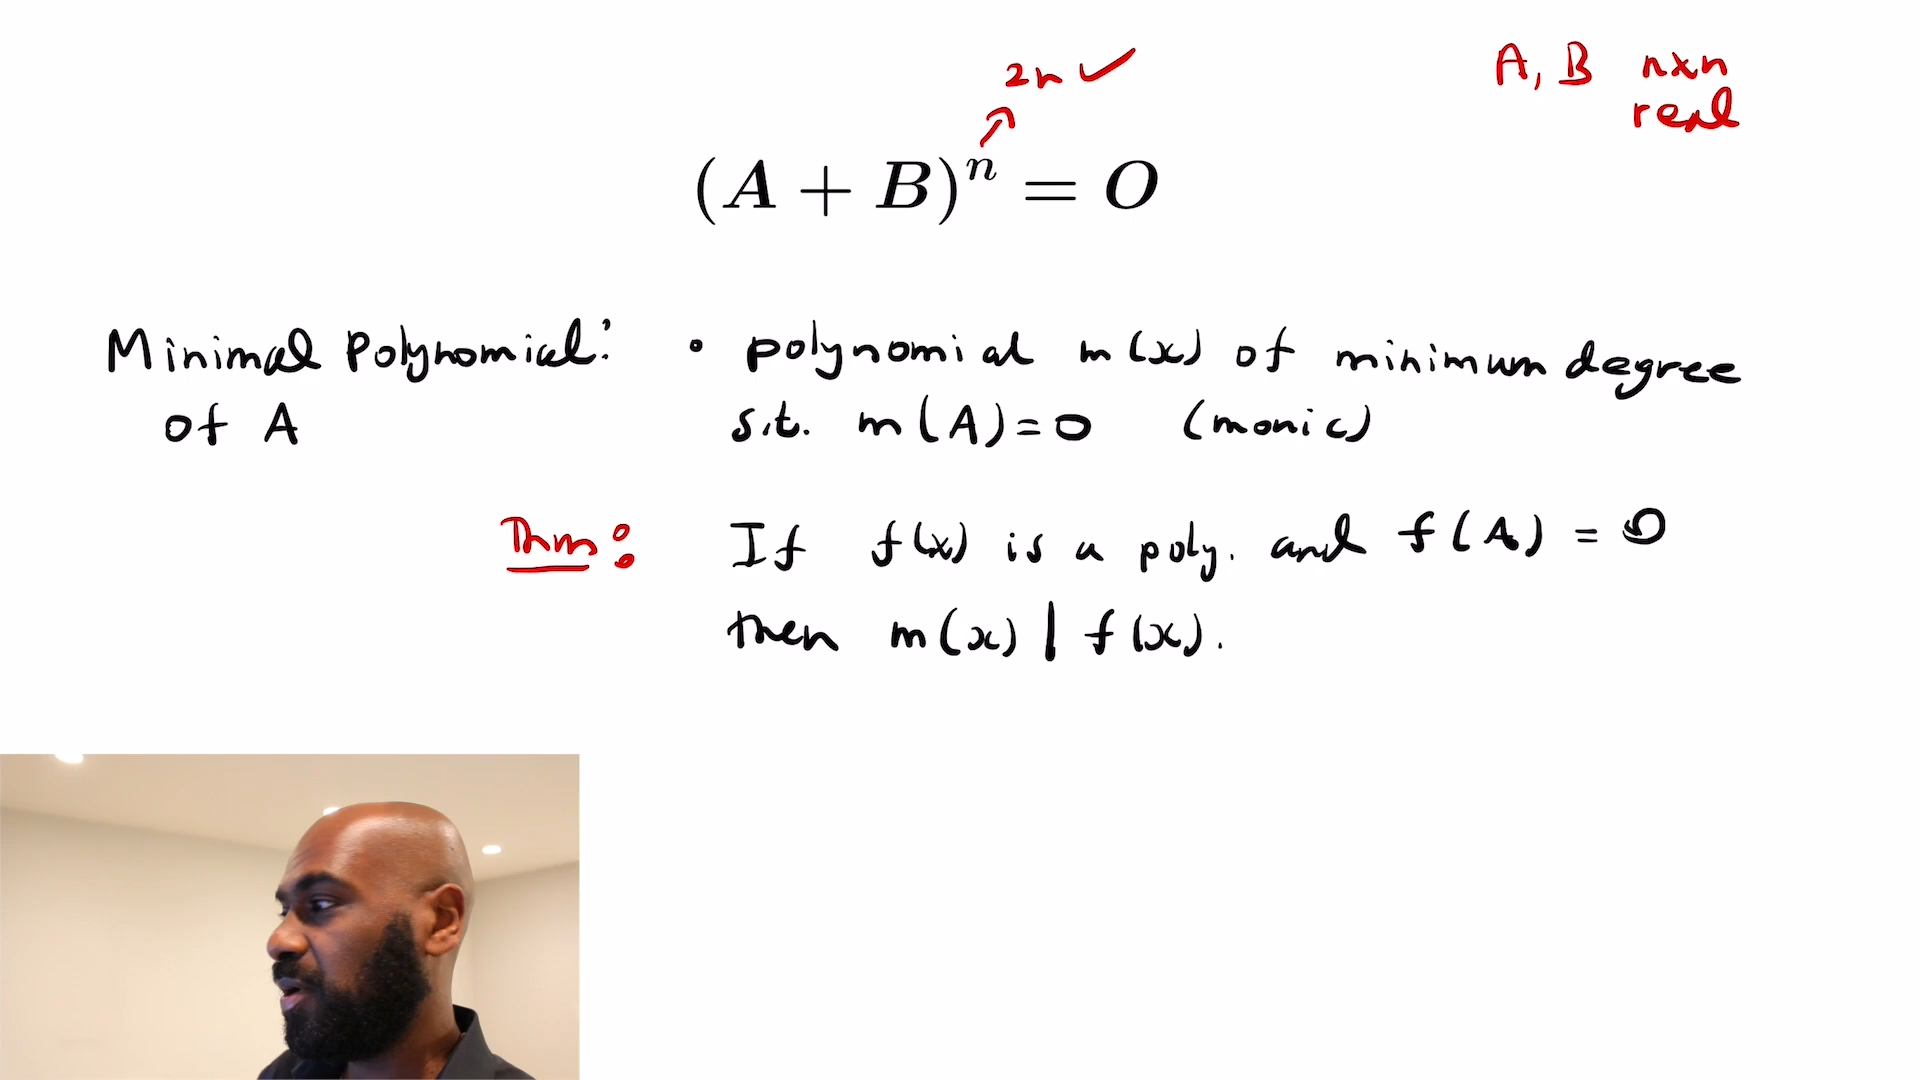 2n ✓
A, B n×n
real
(A + B)ⁿ = O
Minimal Polynomial: • polynomial m(x) of minimum degree
of A s.t. m(A)=0 (monic)
Thm: If f(x) is a poly. and f(A) = 0
then m(x) | f(x).